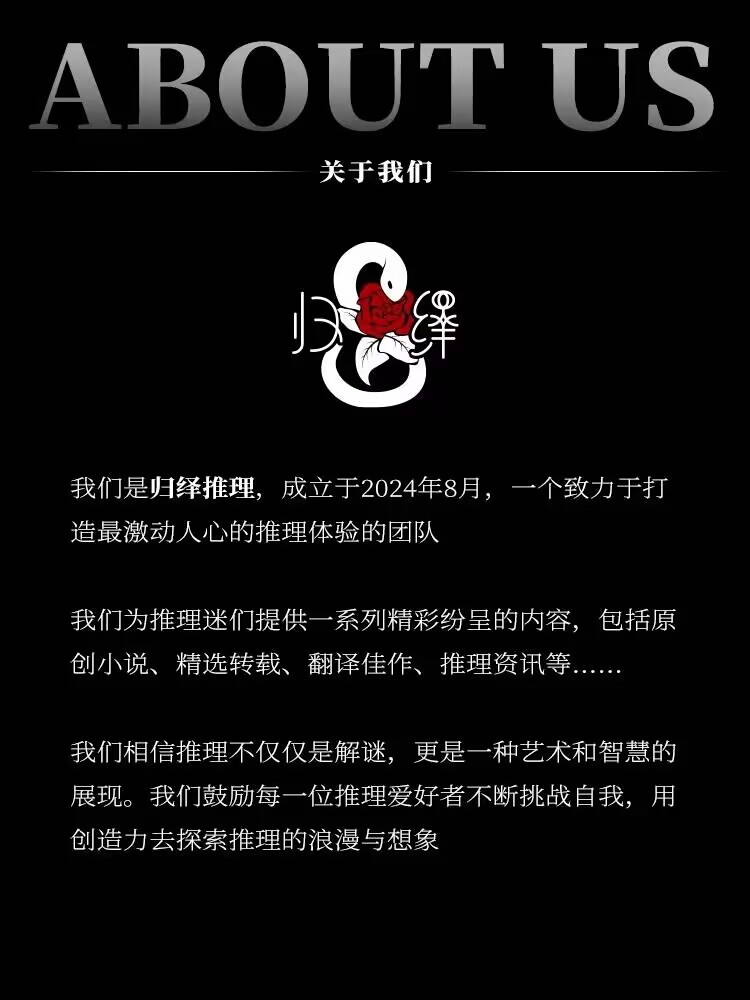 ABOUT US
关于我们
归绎
我们是归绎推理，成立于2024年8月，一个致力于打
造最激动人心的推理体验的团队
我们为推理迷们提供一系列精彩纷呈的内容，包括原
创小说、精选转载、翻译佳作、推理资讯等……
我们相信推理不仅仅是解谜，更是一种艺术和智慧的
展现。我们鼓励每一位推理爱好者不断挑战自我，用
创造力去探索推理的浪漫与想象